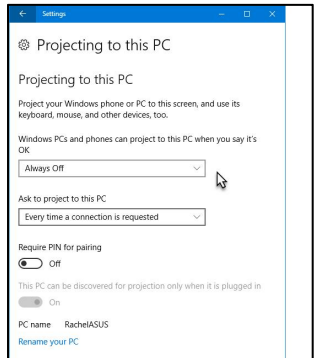 Settings
Projecting to this PC
Projecting to this PC
Project your Windows phone or PC to this screen, and use its
keyboard, mouse, and other devices, too.
Windows PCs and phones can project to this PC when you say it's
OK
Always Off
Ask to project to this PC
Every time a connection is requested
Require PIN for pairing
Off
This PC can be discovered for projection only when it is plugged in
On
PC name RachelASUS
Rename your PC